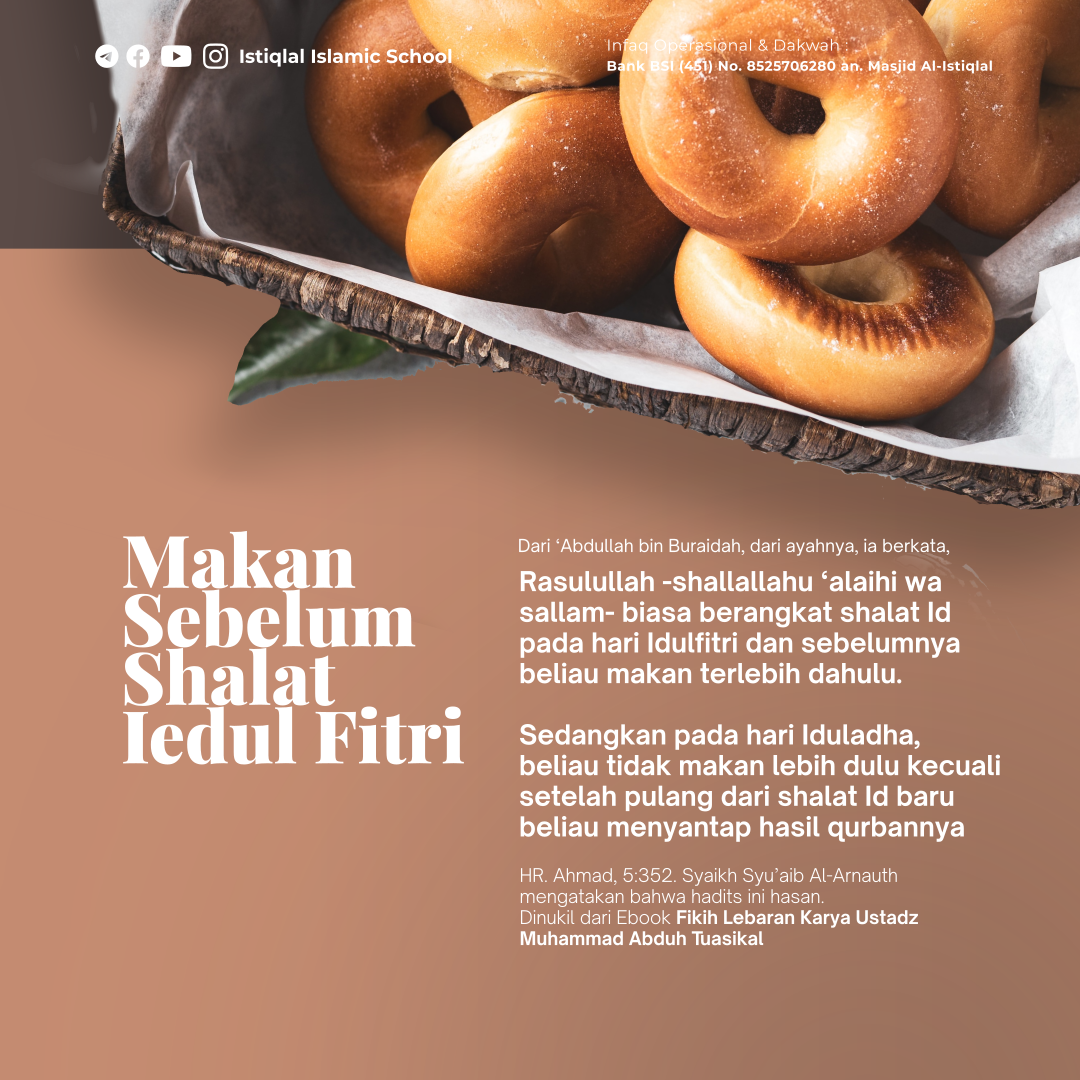 Istiqlal Islamic School
Infaq Operasional & Dakwah :
Bank BSI (451) No. 8525706280 an. Masjid Al-Istiqlal
Makan
Sebelum
Shalat
Iedul Fitri
Dari ‘Abdullah bin Buraidah, dari ayahnya, ia berkata,
Rasulullah -shallallahu ‘alaihi wa
sallam- biasa berangkat shalat Id
pada hari Idulfitri dan sebelumnya
beliau makan terlebih dahulu.
Sedangkan pada hari Iduladha,
beliau tidak makan lebih dulu kecuali
setelah pulang dari shalat Id baru
beliau menyantap hasil qurbannya
HR. Ahmad, 5:352. Syaikh Syu’aib Al-Arnauth
mengatakan bahwa hadits ini hasan.
Dinukil dari Ebook Fikih Lebaran Karya Ustadz
Muhammad Abduh Tuasikal